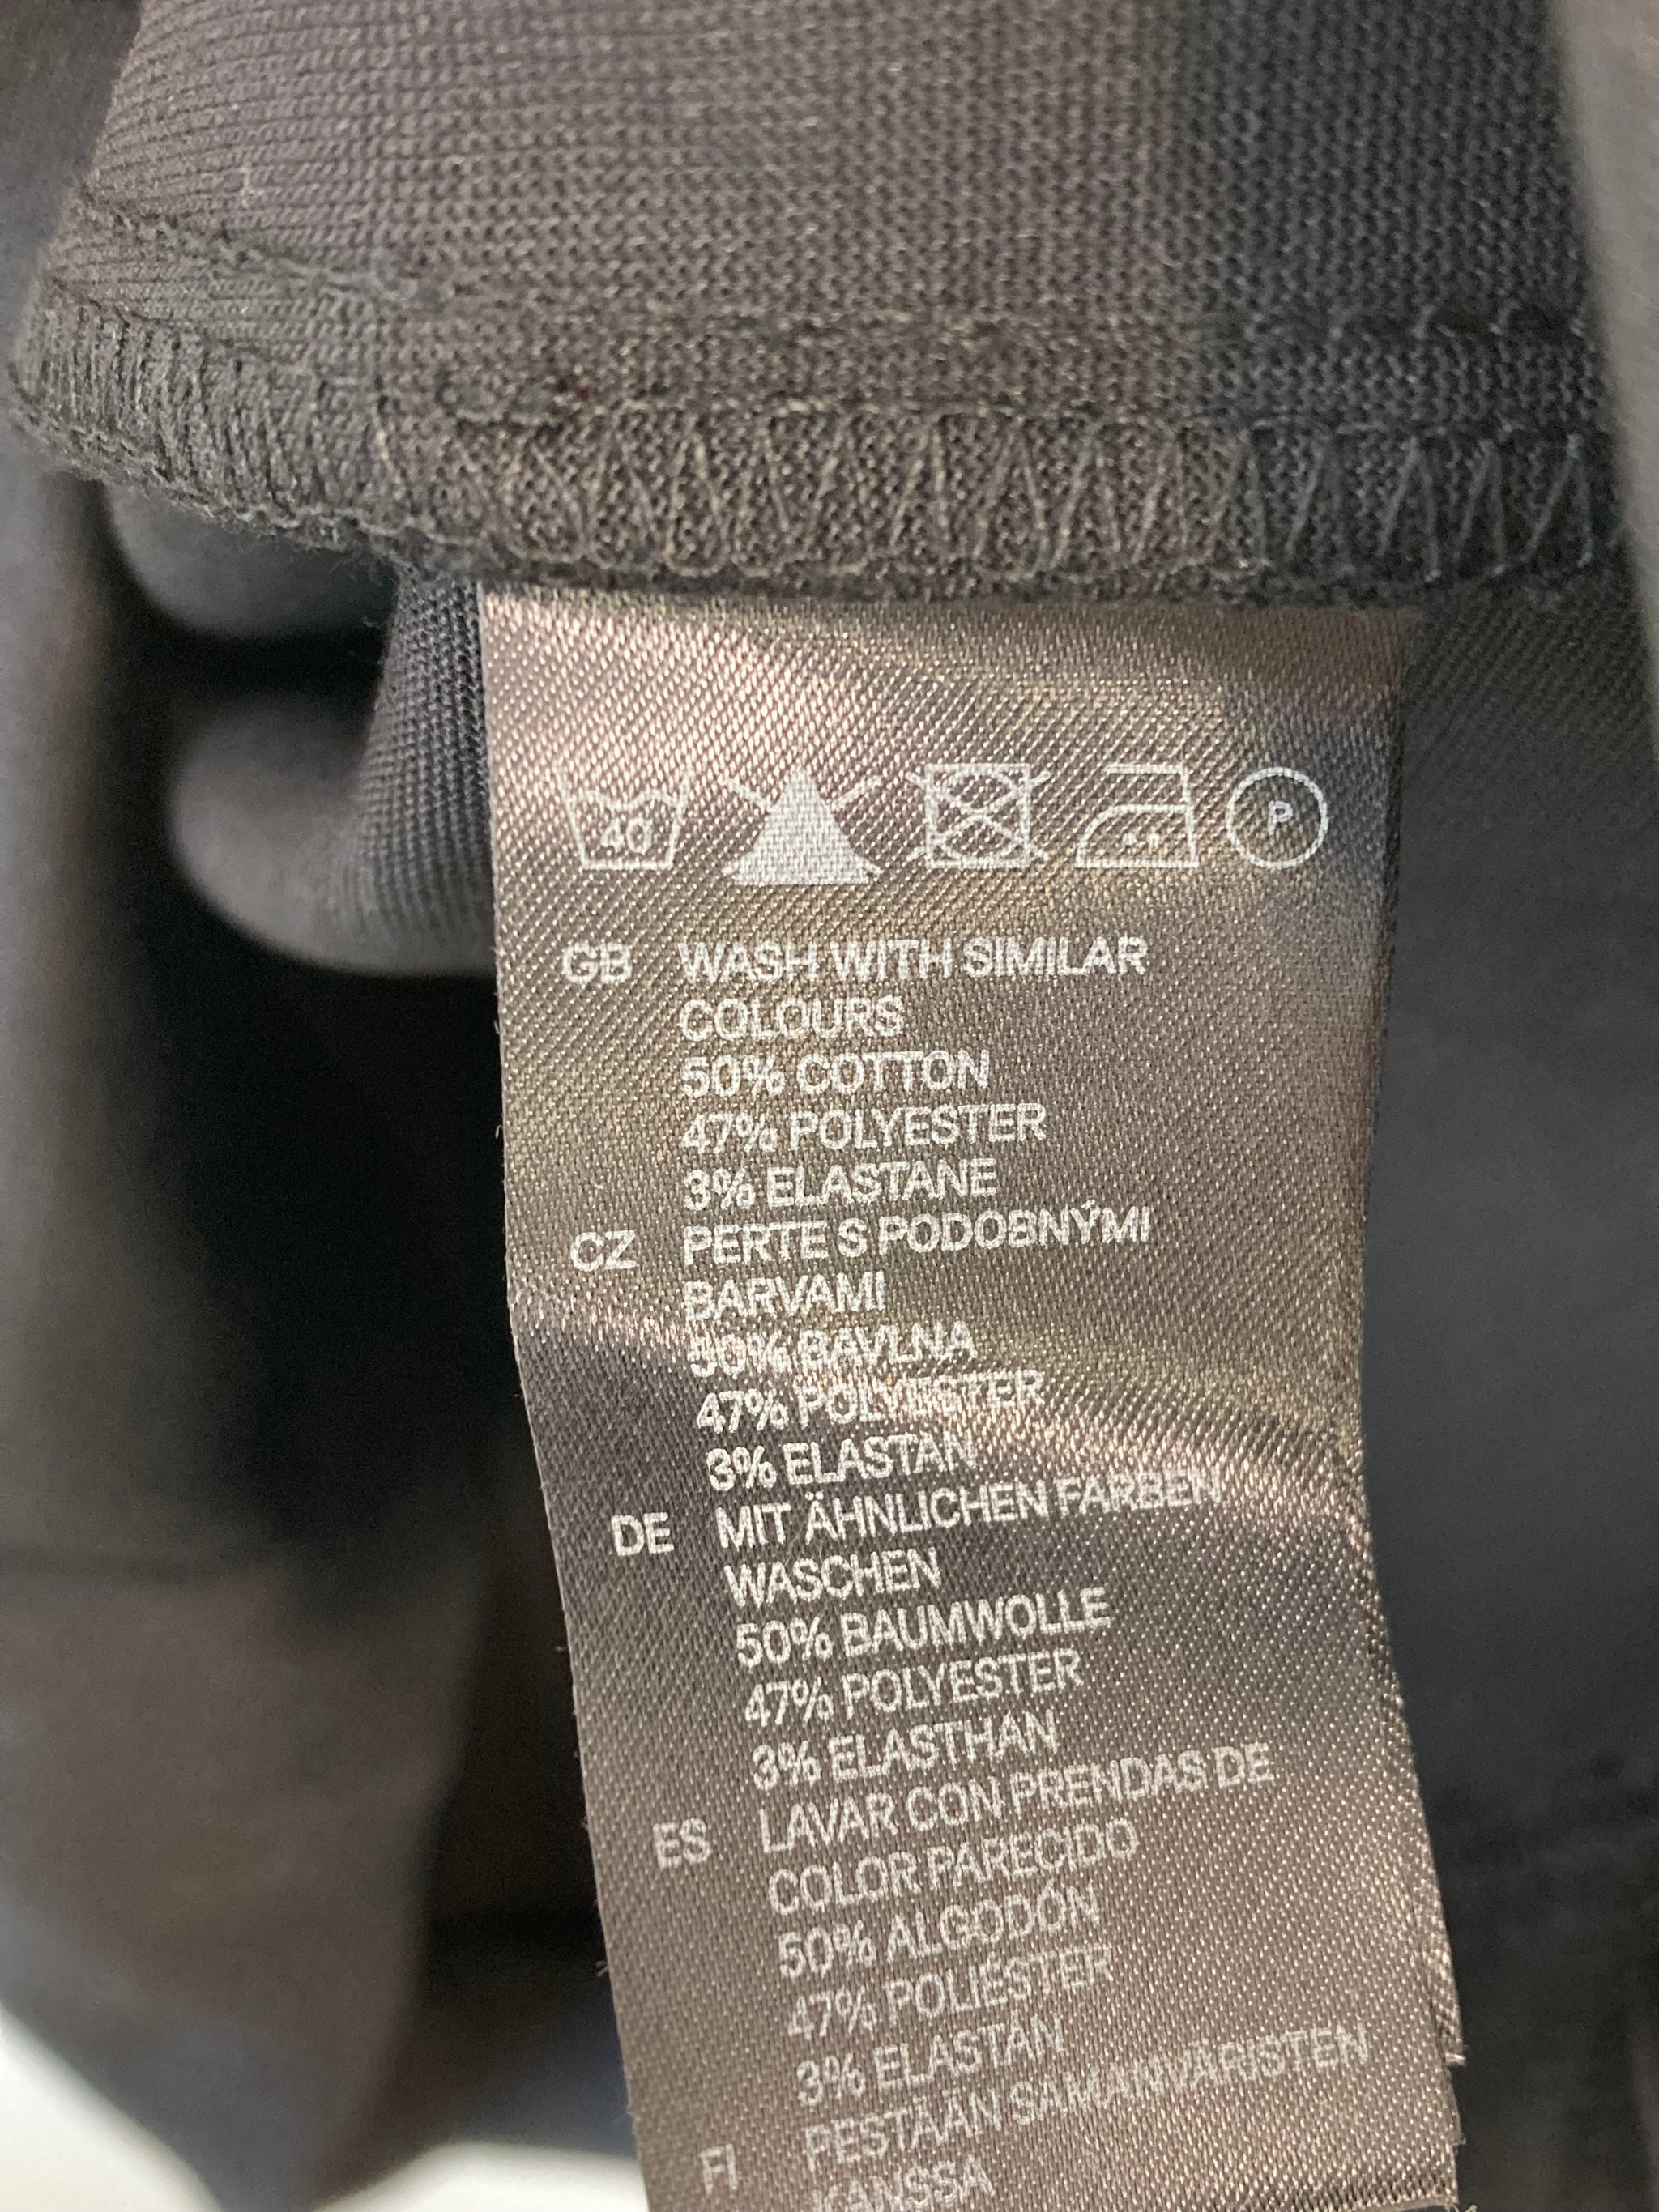 40 P
GB WASH WITH SIMILAR
COLOURS
50% COTTON
47% POLYESTER
3% ELASTANE
CZ PERTE S PODOBNÝMI
BARVAMI
50% BAVLNA
47% POLYESTER
3% ELASTAN
DE MIT ÄHNLICHEN FARBEN
WASCHEN
50% BAUMWOLLE
47% POLYESTER
3% ELASTHAN
ES LAVAR CON PRENDAS DE
COLOR PARECIDO
50% ALGODÓN
47% POLIÉSTER
3% ELASTÁN
FI PESTÄÄN SAMANVÄRISTEN
KANSSA